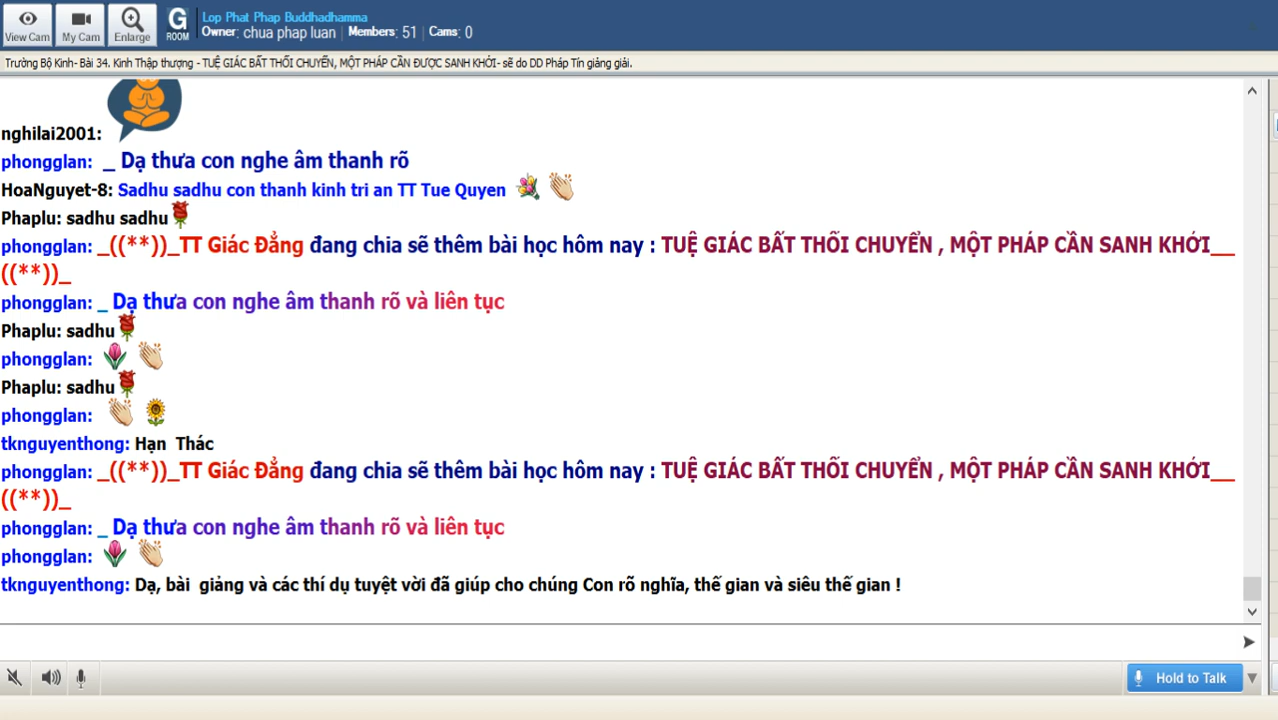 View Cam
My Cam
Enlarge
G
ROOM
Lop Phat Phap Buddhadhamma
Owner: chua phap luan | Members: 51 | Cams: 0
Trường Bộ Kinh- Bài 34. Kinh Thập thượng - TUỆ GIÁC BẤT THỐI CHUYỂN, MỘT PHÁP CẦN ĐƯỢC SANH KHỞI- sẽ do DD Pháp Tín giảng giải.
nghilai2001:
phongglan: _ Dạ thưa con nghe âm thanh rõ
HoaNguyet-8: Sadhu sadhu con thanh kinh tri an TT Tue Quyen
Phaplu: sadhu sadhu
phongglan: _((**))_TT Giác Đẳng đang chia sẽ thêm bài học hôm nay : TUỆ GIÁC BẤT THỐI CHUYỂN , MỘT PHÁP CẦN SANH KHỞI__
((**))_
phongglan: _ Dạ thưa con nghe âm thanh rõ và liên tục
Phaplu: sadhu
phongglan:
Phaplu: sadhu
phongglan:
tknguyenthong: Hạn Thác
phongglan: _((**))_TT Giác Đẳng đang chia sẽ thêm bài học hôm nay : TUỆ GIÁC BẤT THỐI CHUYỂN , MỘT PHÁP CẦN SANH KHỞI__
((**))_
phongglan: _ Dạ thưa con nghe âm thanh rõ và liên tục
phongglan:
tknguyenthong: Dạ, bài giảng và các thí dụ tuyệt vời đã giúp cho chúng Con rõ nghĩa, thế gian và siêu thế gian !
Hold to Talk